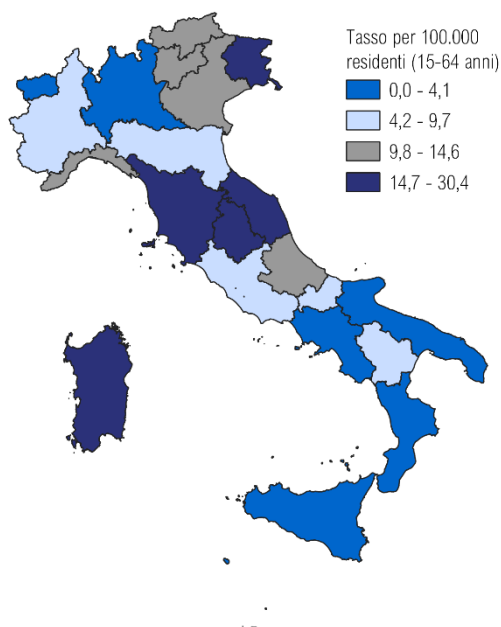 Tasso per 100.000
residenti (15-64 anni)
0,0 - 4,1
4,2 - 9,7
9,8 - 14,6
14,7 - 30,4